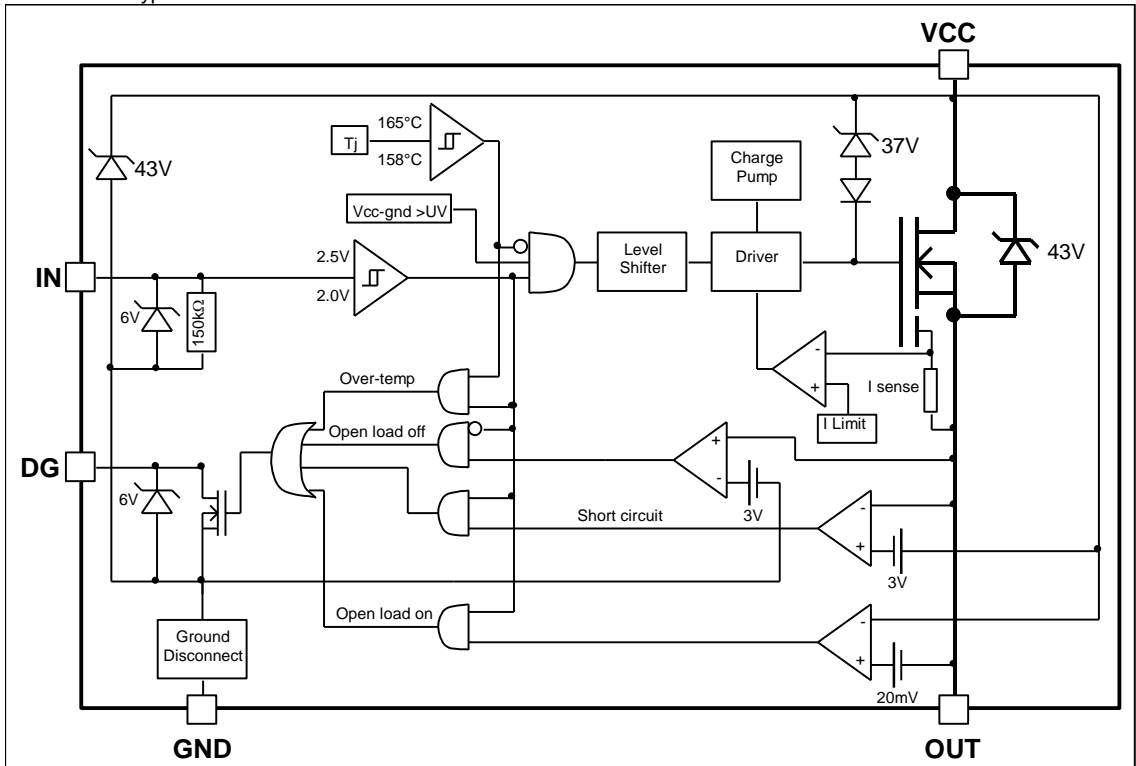 VCC
165°C
Tj
158°C
43V
37V
Charge
Pump
Vcc-gnd >UV
Level
Shifter
Driver
2.5V
2.0V
IN
43V
6V
150kΩ
-
+
I sense
I Limit
Over-temp
Open load off
+
-
3V
DG
6V
Short circuit
-
+
3V
Open load on
-
+
20mV
Ground
Disconnect
GND
OUT